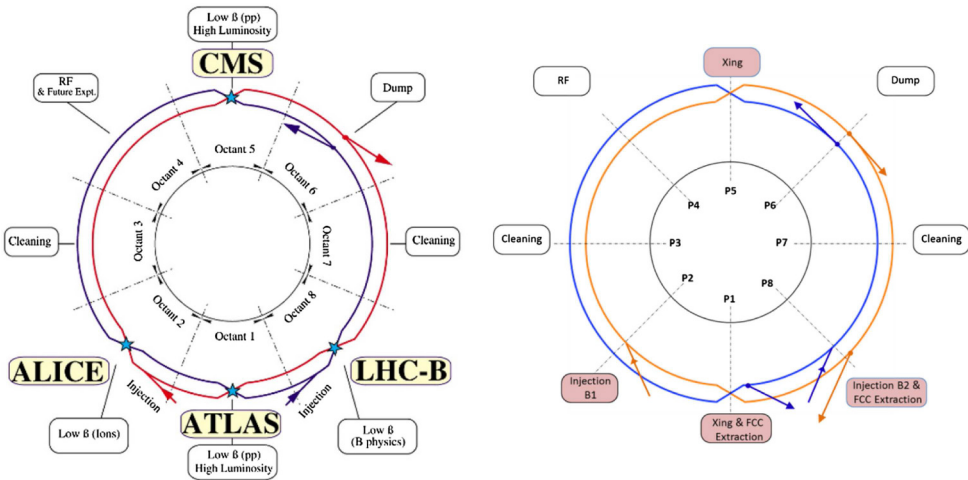 Low ß (pp)
High Luminosity
CMS
RF
& Future Expt.
Dump
Octant 5
Octant 4
Octant 6
Cleaning
Octant 3
Octant 7
Cleaning
Octant 2
Octant 8
Octant 1
ALICE
Injection
Injection
LHC-B
ATLAS
Low ß (Ions)
Low ß
(B physics)
Low ß (pp)
High Luminosity
Xing
RF
Dump
P5
P4
P6
Cleaning
P3
P7
Cleaning
P2
P8
P1
Injection
B1
Injection B2 &
FCC Extraction
Xing & FCC
Extraction